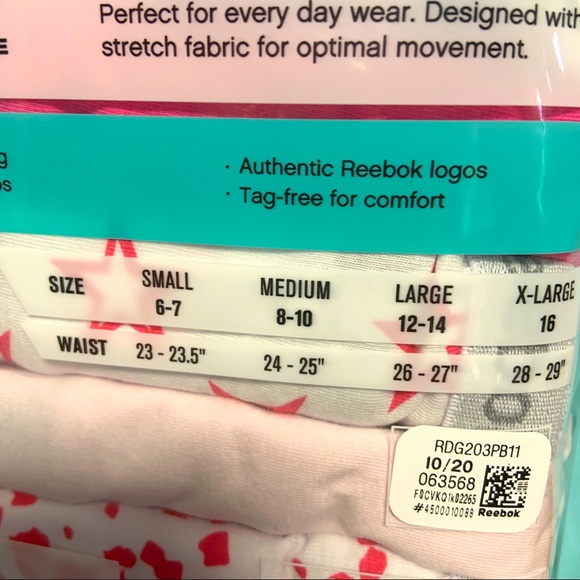 Perfect for every day wear. Designed with
stretch fabric for optimal movement.
· Authentic Reebok logos
· Tag-free for comfort
SIZE SMALL MEDIUM LARGE X-LARGE
6-7 8-10 12-14 16
WAIST 23 - 23.5" 24 - 25" 26 - 27" 28 - 29"
RDG203PB11
10/20
063568
F0CVKQ1k02265
#4500010089 Reebok